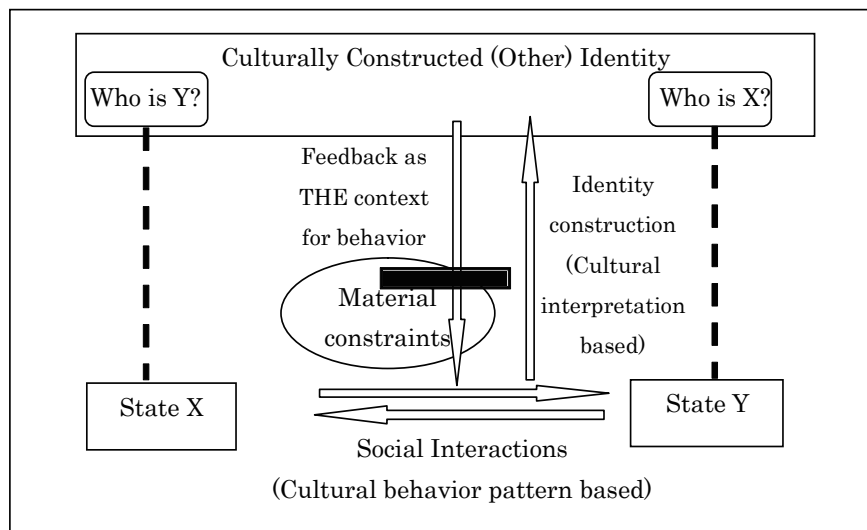 Culturally Constructed (Other) Identity
Who is Y?
Who is X?
Feedback as
THE context
for behavior
Identity
construction
(Cultural
interpretation
based)
Material
constraints
State X
State Y
Social Interactions
(Cultural behavior pattern based)